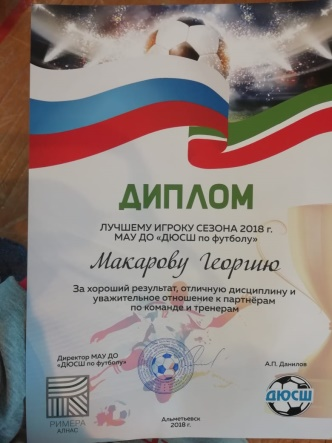 ДИПЛОМ
ЛУЧШЕМУ ИГРОКУ СЕЗОНА 2018 г.
МАУ ДО «ДЮСШ по футболу»
Макарову Георгию
За хороший результат, отличную дисциплину и
уважительное отношение к партнёрам
по команде и тренерам
Директор МАУ ДО
«ДЮСШ по футболу»
А.П. Данилов
РИМЕРА
АЛНАС
Альметьевск
2018 г.
ДЮСШ